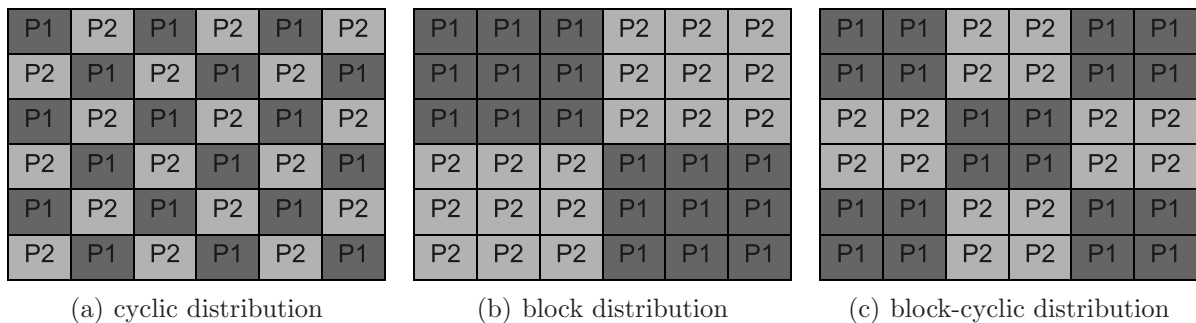 P1 P2 P1 P2 P1 P2
P2 P1 P2 P1 P2 P1
P1 P2 P1 P2 P1 P2
P2 P1 P2 P1 P2 P1
P1 P2 P1 P2 P1 P2
P2 P1 P2 P1 P2 P1
(a) cyclic distribution
P1 P1 P1 P2 P2 P2
P1 P1 P1 P2 P2 P2
P1 P1 P1 P2 P2 P2
P2 P2 P2 P1 P1 P1
P2 P2 P2 P1 P1 P1
P2 P2 P2 P1 P1 P1
(b) block distribution
P1 P1 P2 P2 P1 P1
P1 P1 P2 P2 P1 P1
P2 P2 P1 P1 P2 P2
P2 P2 P1 P1 P2 P2
P1 P1 P2 P2 P1 P1
P1 P1 P2 P2 P1 P1
(c) block-cyclic distribution